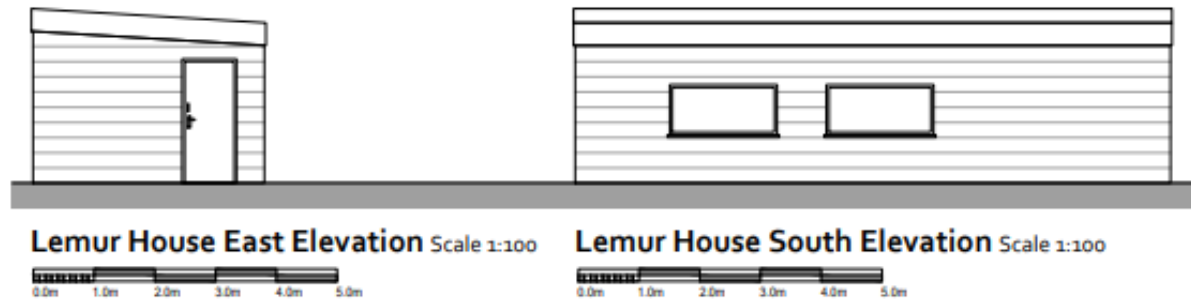 Lemur House East Elevation Scale 1:100
0.0m 1.0m 2.0m 3.0m 4.0m 5.0m
Lemur House South Elevation Scale 1:100
0.0m 1.0m 2.0m 3.0m 4.0m 5.0m